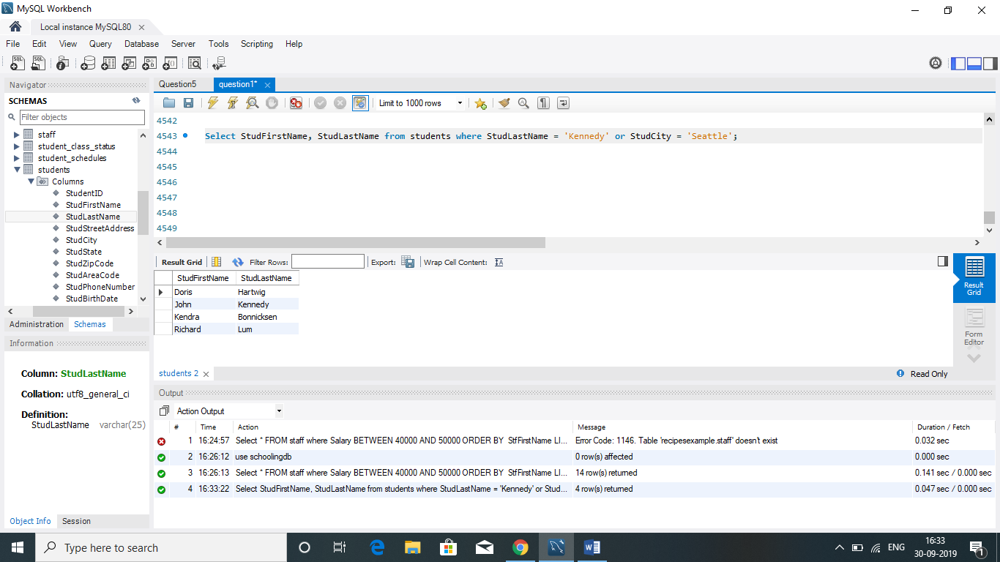 MySQL Workbench
Local instance MySQL80
File Edit View Query Database Server Tools Scripting Help
Navigator
SCHEMAS
Filter objects
staff
student_class_status
student_schedules
students
Columns
StudentID
StudFirstName
StudLastName
StudStreetAddress
StudCity
StudState
StudZipCode
StudAreaCode
StudPhoneNumber
StudBirthDate
Administration Schemas
Information
Column: StudLastName
Collation: utf8_general_ci
Definition:
StudLastName varchar(25)
Object Info Session
Question5 question1*
Limit to 1000 rows
4542
4543 Select StudFirstName, StudLastName from students where StudLastName = 'Kennedy' or StudCity = 'Seattle';
4544
4545
4546
4547
4548
4549
Result Grid Filter Rows: Export: Wrap Cell Content:
StudFirstName StudLastName
Doris Hartwig
John Kennedy
Kendra Bonnicksen
Richard Lum
Result
Grid
Form
Editor
students 2 Read Only
Output
Action Output
# Time Action Message Duration / Fetch
1 16:24:57 Select * FROM staff where Salary BETWEEN 40000 AND 50000 ORDER BY StfFirstName LI... Error Code: 1146. Table 'recipesexample.staff' doesn't exist 0.032 sec
2 16:26:12 use schoolingdb 0 row(s) affected 0.000 sec
3 16:26:13 Select * FROM staff where Salary BETWEEN 40000 AND 50000 ORDER BY StfFirstName LI... 14 row(s) returned 0.141 sec / 0.000 sec
4 16:33:22 Select StudFirstName, StudLastName from students where StudLastName = 'Kennedy' or Stud... 4 row(s) returned 0.047 sec / 0.000 sec
Type here to search
ENG
16:33
30-09-2019
1